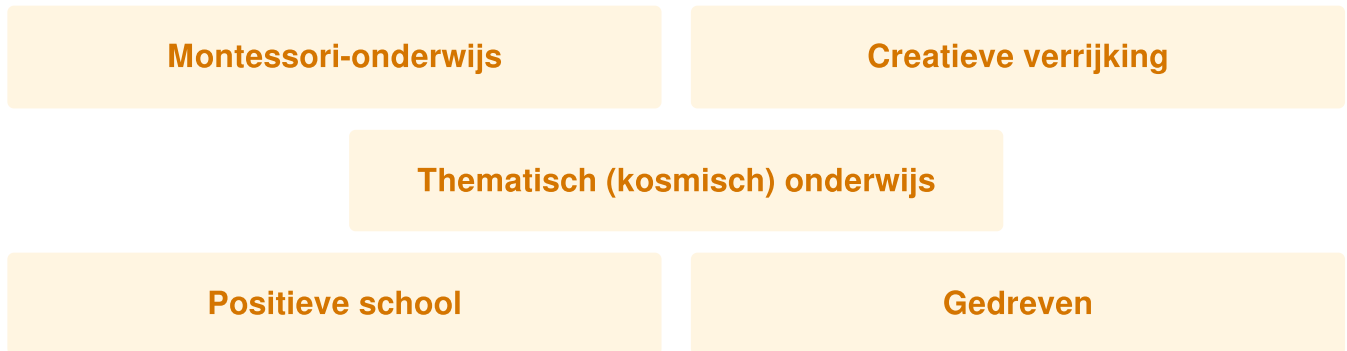 Montessori-onderwijs
Creatieve verrijking
Thematisch (kosmisch) onderwijs
Positieve school
Gedreven